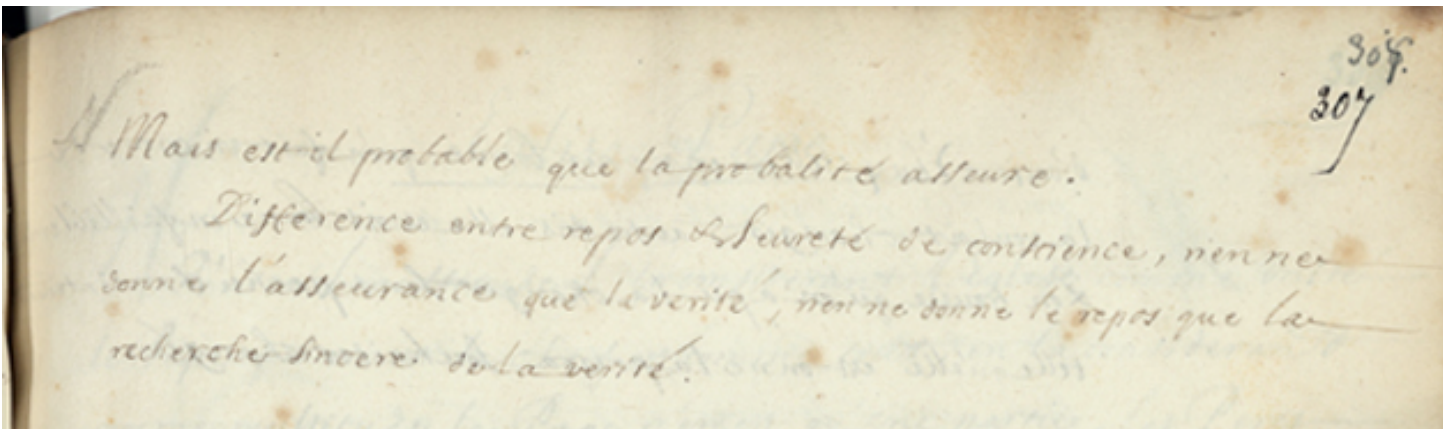 307
Mais est-il probable que la probalité asseure.
Difference entre repos & seureté de conscience, rien ne
donne l'asseurance que la verité, rien ne donne le repos que la
recherche sincere de la verité.